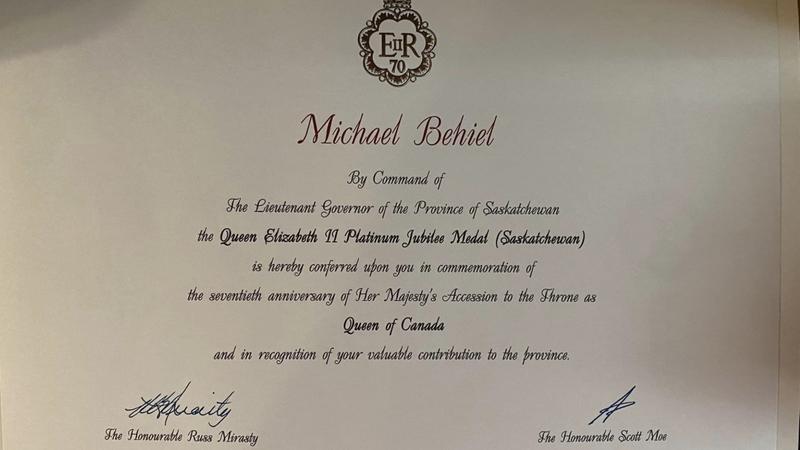 EIIR
70
Michael Behiel
By Command of
The Lieutenant Governor of the Province of Saskatchewan
the Queen Elizabeth II Platinum Jubilee Medal (Saskatchewan)
is hereby conferred upon you in commemoration of
the seventieth anniversary of Her Majesty's Accession to the Throne as
Queen of Canada
and in recognition of your valuable contribution to the province.
The Honourable Russ Mirasty
The Honourable Scott Moe